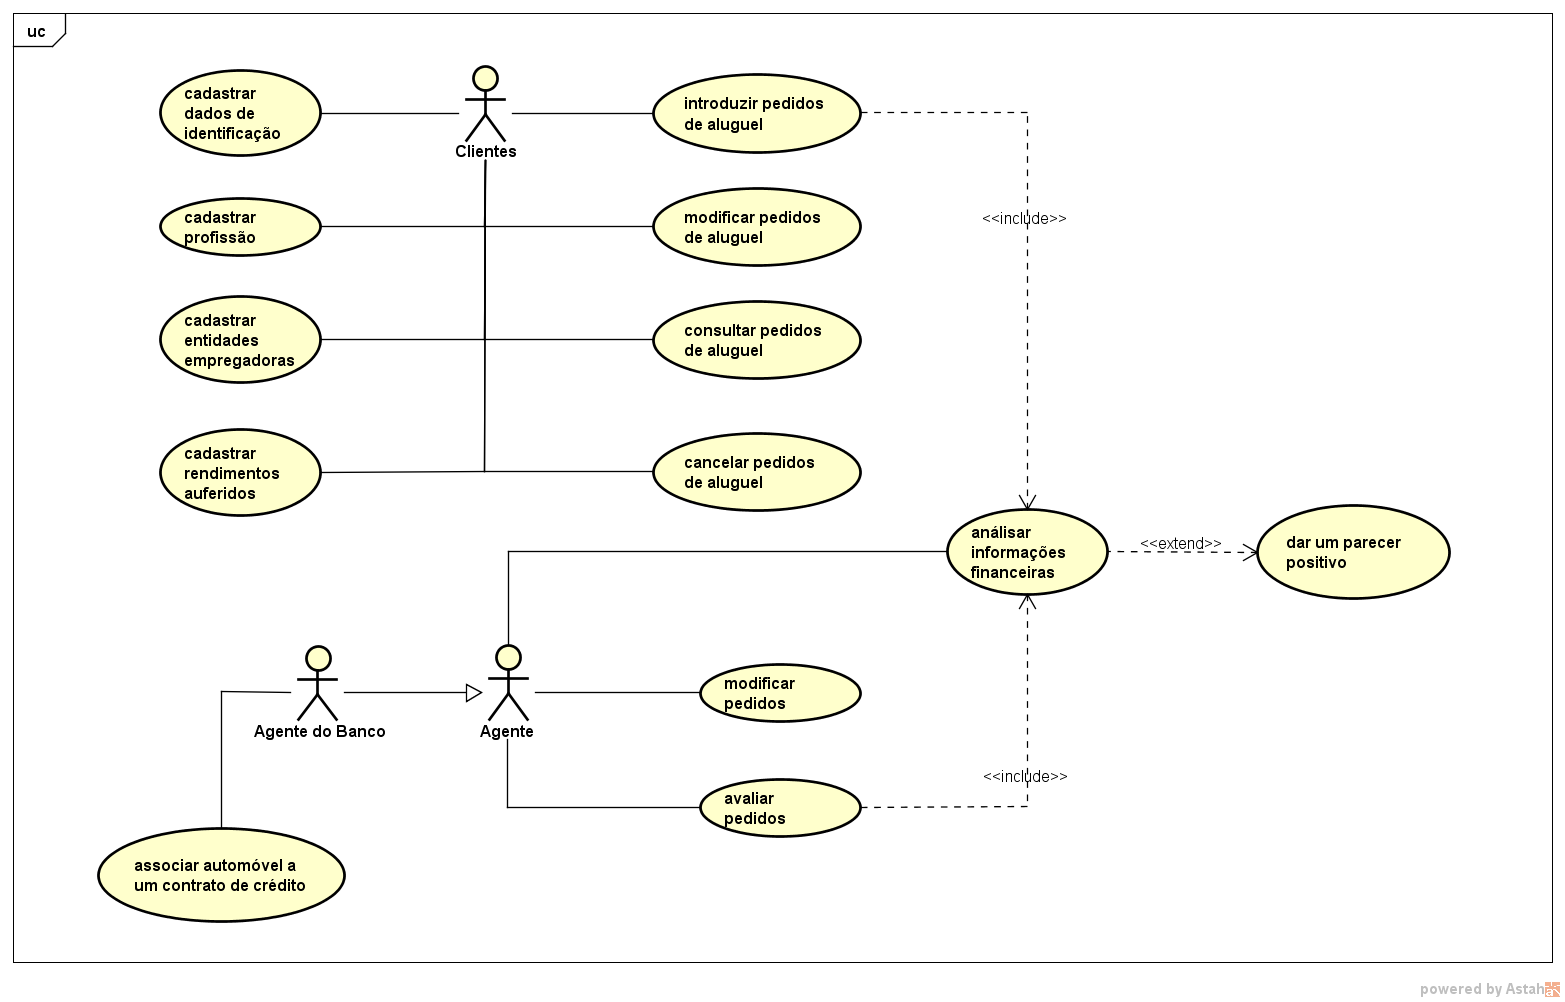 uc
cadastrar
dados de
identificação
Clientes
introduzir pedidos
de aluguel
cadastrar
profissão
modificar pedidos
de aluguel
<<include>>
cadastrar
entidades
empregadoras
consultar pedidos
de aluguel
cadastrar
rendimentos
auferidos
cancelar pedidos
de aluguel
análisar
informações
financeiras
<<extend>>
dar um parecer
positivo
Agente do Banco
Agente
modificar
pedidos
avaliar
pedidos
<<include>>
associar automóvel a
um contrato de crédito
powered by Astah